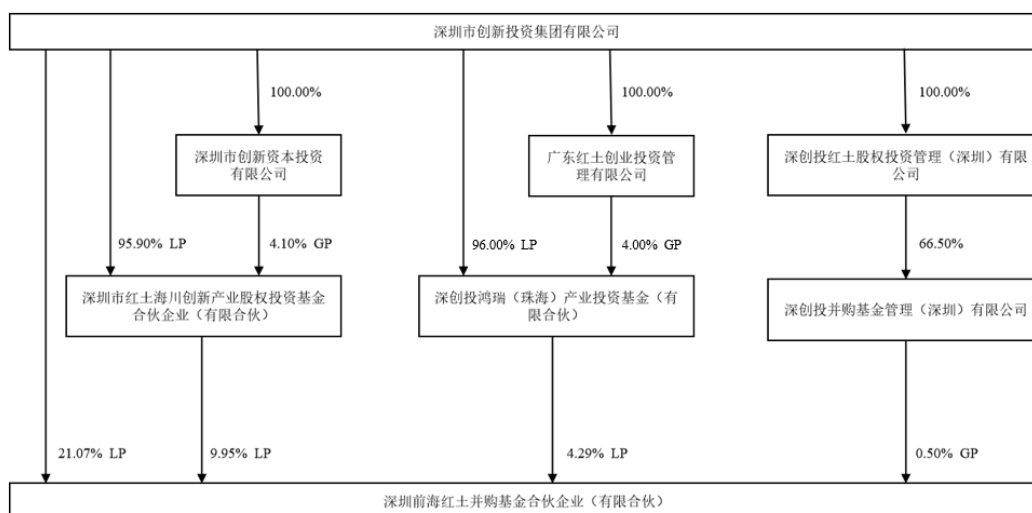 深圳市创新投资集团有限公司
100.00%
100.00%
100.00%
深圳市创新资本投资
有限公司
广东红土创业投资管
理有限公司
深创投红土股权投资管理（深圳）有限
公司
95.90% LP
4.10% GP
96.00% LP
4.00% GP
66.50%
深圳市红土海川创新产业股权投资基金
合伙企业（有限合伙）
深创投鸿瑞（珠海）产业投资基金（有
限合伙）
深创投并购基金管理（深圳）有限公司
21.07% LP
9.95% LP
4.29% LP
0.50% GP
深圳前海红土并购基金合伙企业（有限合伙）